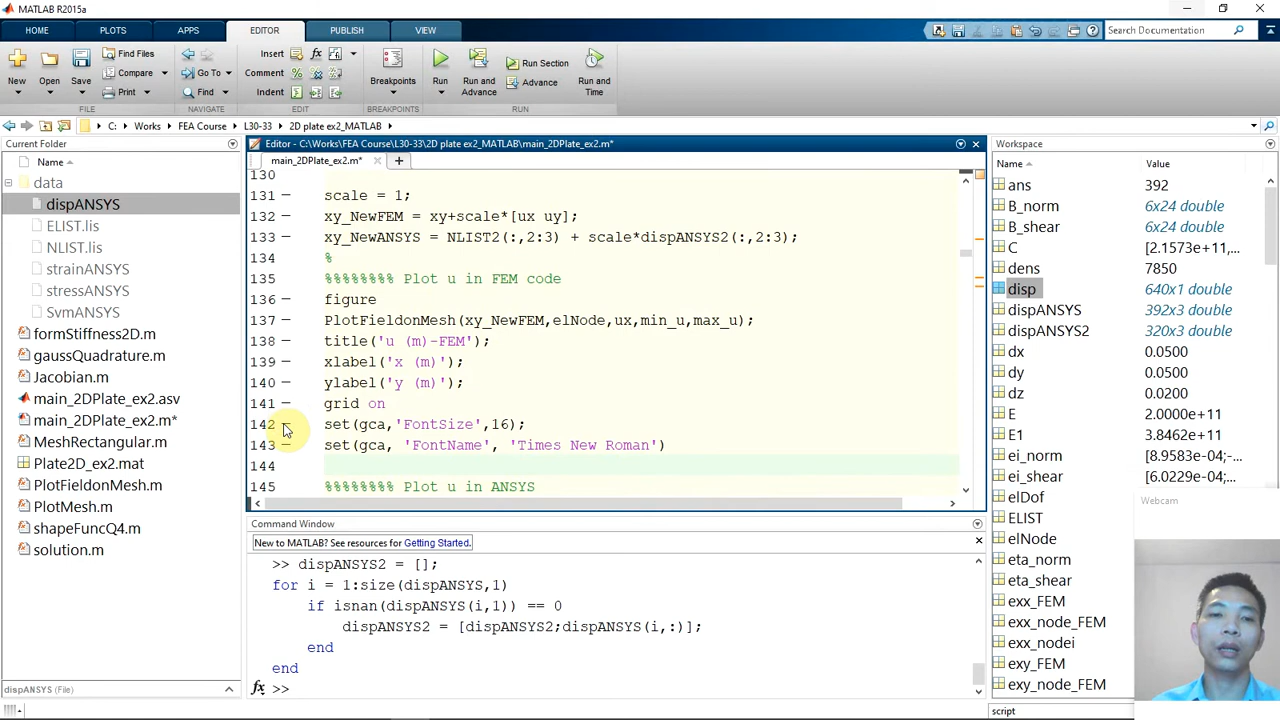 MATLAB R2015a
HOME PLOTS APPS EDITOR PUBLISH VIEW
Search Documentation
New Open Save Find Files Compare Print
Go To Find
Insert Comment Indent
Breakpoints
Run Run and Advance Run Section Advance Run and Time
FILE NAVIGATE EDIT BREAKPOINTS RUN
C: Works FEA Course L30-33 2D plate ex2_MATLAB
Current Folder
Name
data
dispANSYS
ELIST.lis
NLIST.lis
strainANSYS
stressANSYS
SvmANSYS
formStiffness2D.m
gaussQuadrature.m
Jacobian.m
main_2DPlate_ex2.asv
main_2DPlate_ex2.m*
MeshRectangular.m
Plate2D_ex2.mat
PlotFieldonMesh.m
PlotMesh.m
shapeFuncQ4.m
solution.m
dispANSYS (File)
Editor - C:\Works\FEA Course\L30-33\2D plate ex2_MATLAB\main_2DPlate_ex2.m*
main_2DPlate_ex2.m*
130
131 scale = 1;
132 xy_NewFEM = xy+scale*[ux uy];
133 xy_NewANSYS = NLIST2(:,2:3) + scale*dispANSYS2(:,2:3);
134 %
135 %%%%%%%% Plot u in FEM code
136 figure
137 PlotFieldonMesh(xy_NewFEM,elNode,ux,min_u,max_u);
138 title('u (m)-FEM');
139 xlabel('x (m)');
140 ylabel('y (m)');
141 grid on
142 set(gca,'FontSize',16);
143 set(gca, 'FontName', 'Times New Roman')
144
145 %%%%%%%% Plot u in ANSYS
Command Window
New to MATLAB? See resources for Getting Started.
>> dispANSYS2 = [];
for i = 1:size(dispANSYS,1)
if isnan(dispANSYS(i,1)) == 0
dispANSYS2 = [dispANSYS2;dispANSYS(i,:)];
end
end
fx >>
Workspace
Name Value
ans 392
B_norm 6x24 double
B_shear 6x24 double
C [2.1573e+11,...
dens 7850
disp 640x1 double
dispANSYS 392x3 double
dispANSYS2 320x3 double
dx 0.0500
dy 0.0500
dz 0.0200
E 2.0000e+11
E1 3.8462e+11
ei_norm [8.9583e-04;-...
ei_shear [6.0229e-04;-...
elDof
ELIST
elNode
eta_norm
eta_shear
exx_FEM
exx_node_FEM
exx_nodei
exy_FEM
exy_node_FEM
Webcam
script